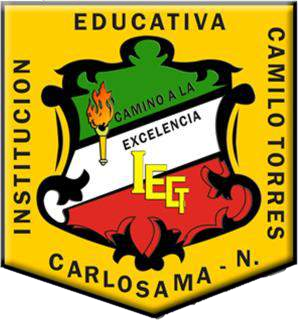 INSTITUCION
EDUCATIVA
CAMILO TORRES
CAMINO A LA
EXCELENCIA
IECT
CARLOSAMA - N.